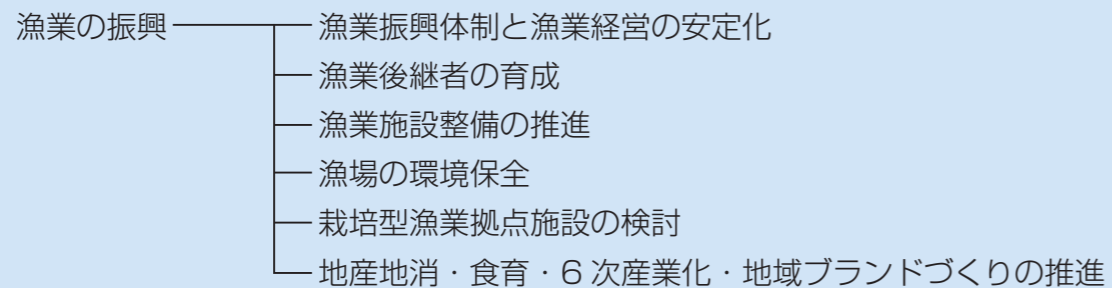 漁業の振興 漁業振興体制と漁業経営の安定化
漁業後継者の育成
漁業施設整備の推進
漁場の環境保全
栽培型漁業拠点施設の検討
地産地消・食育・6次産業化・地域ブランドづくりの推進